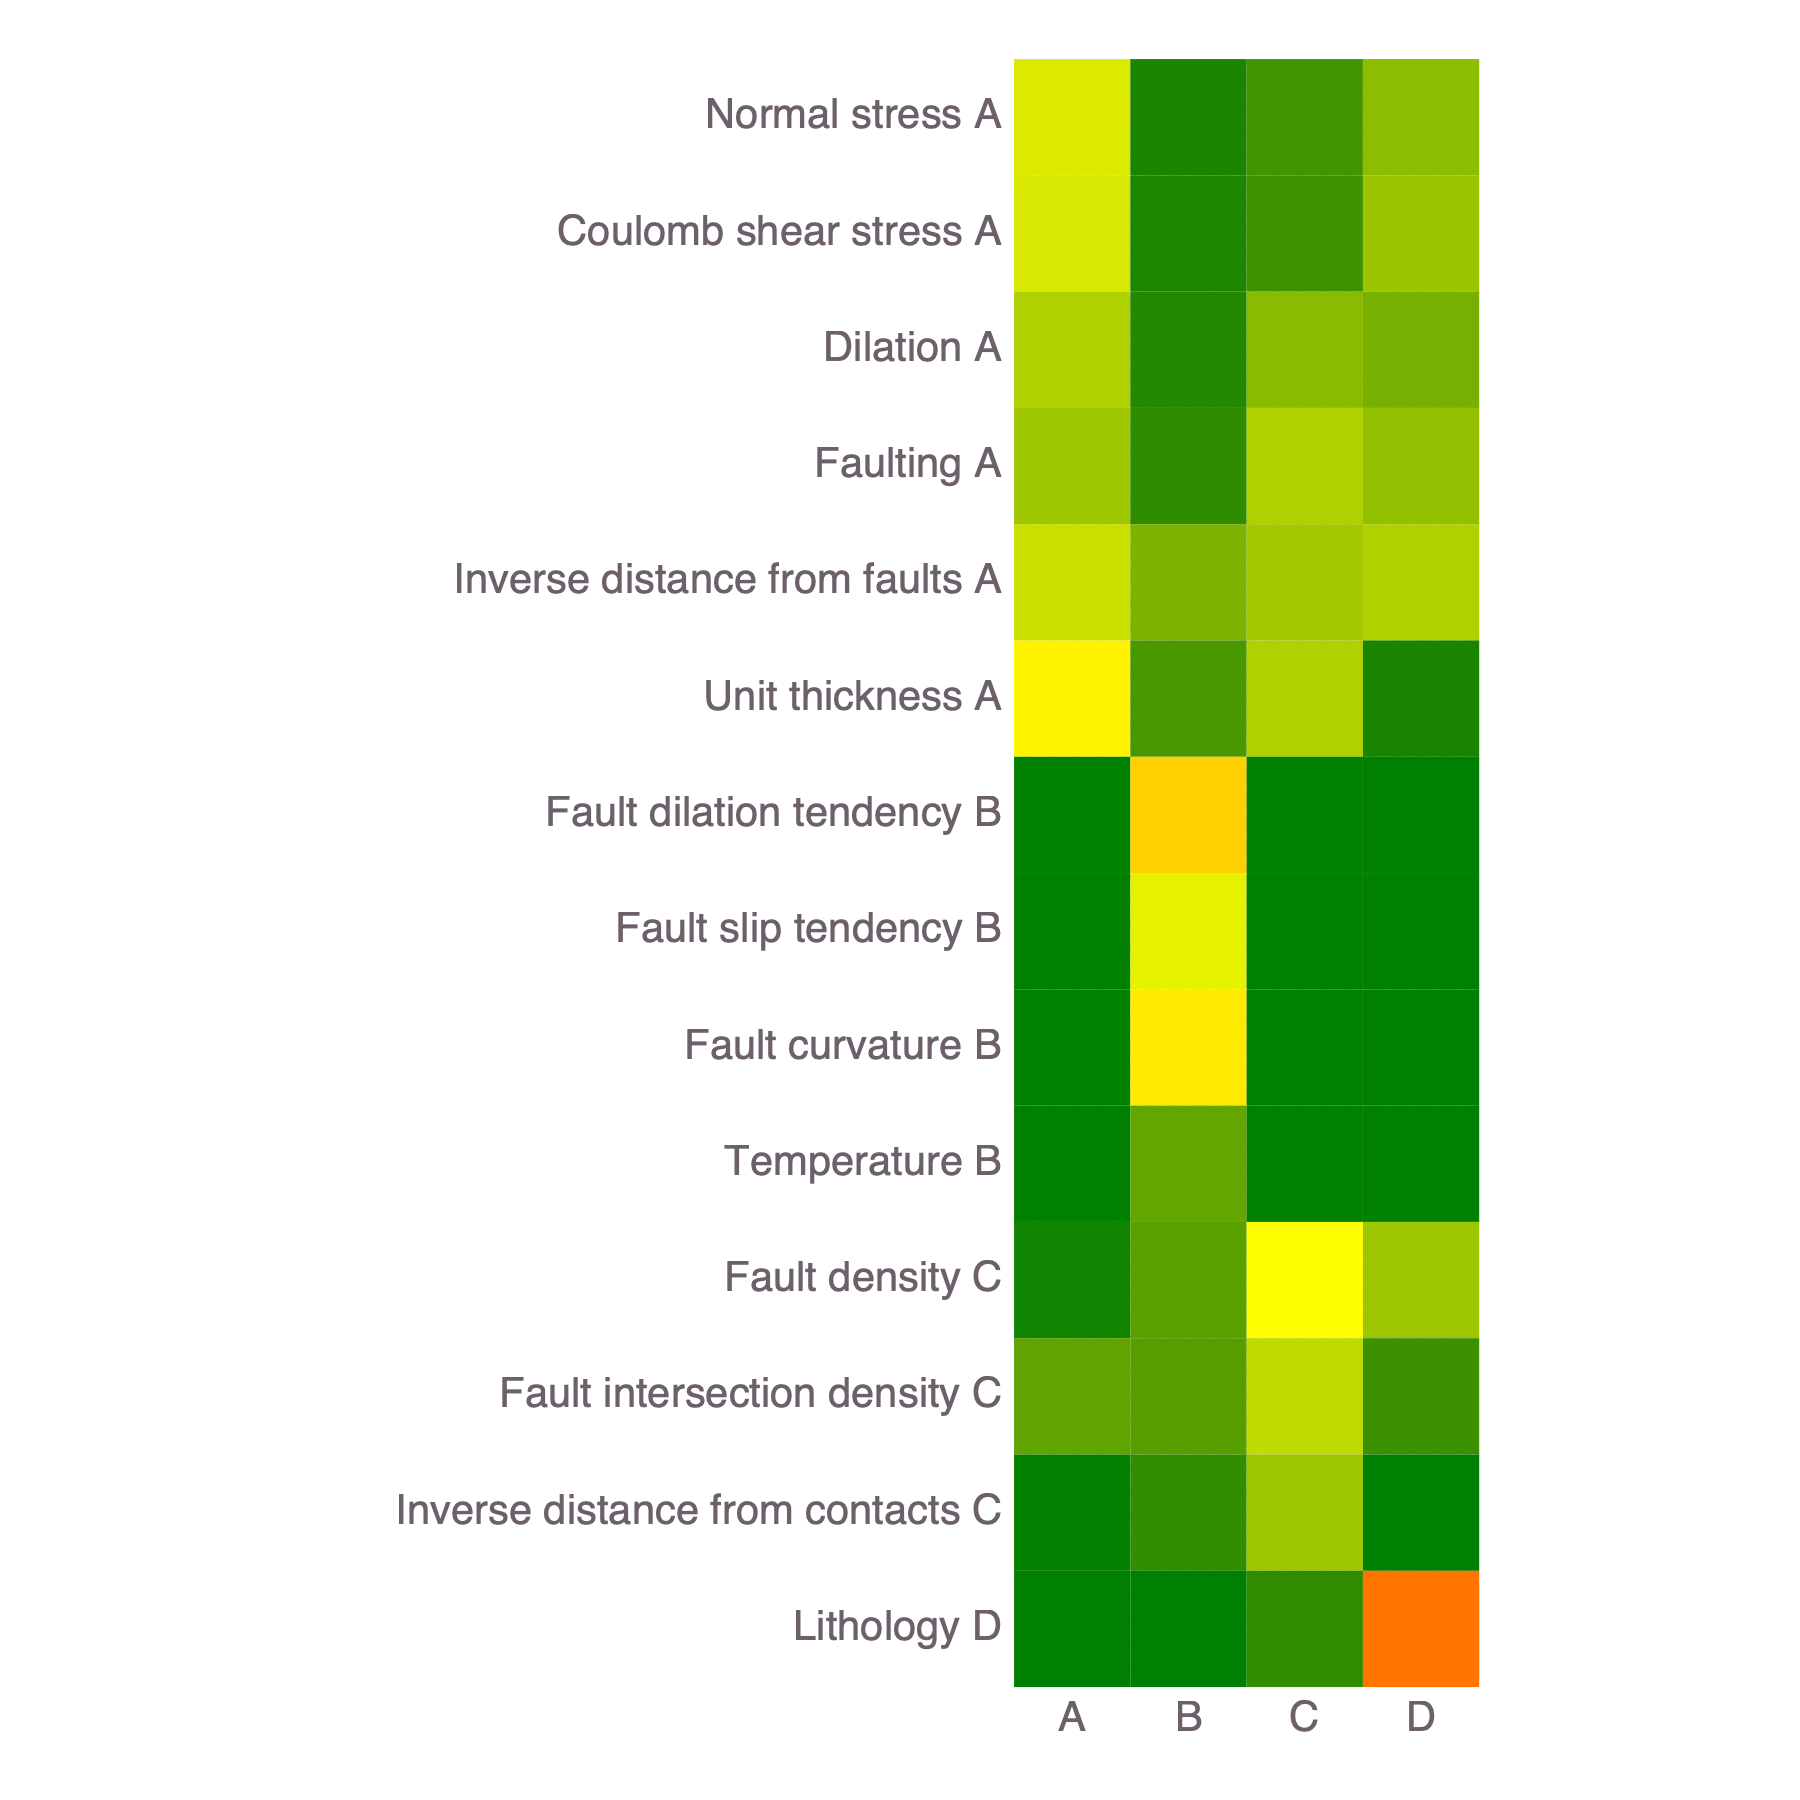 Normal stress A
Coulomb shear stress A
Dilation A
Faulting A
Inverse distance from faults A
Unit thickness A
Fault dilation tendency B
Fault slip tendency B
Fault curvature B
Temperature B
Fault density C
Fault intersection density C
Inverse distance from contacts C
Lithology D
A B C D